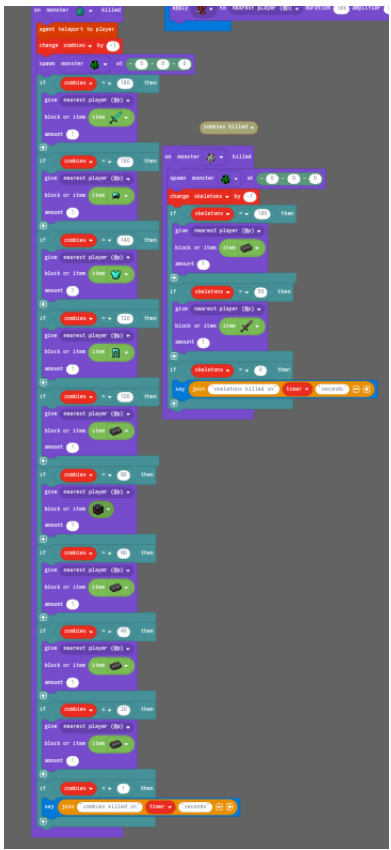 on monster killed
agent teleport to player
change zombies by -1
spawn monster at ~ 0 ~ 0 ~ 6
if zombies = 180 then
give nearest player (@p)
block or item item
amount 1
if zombies = 160 then
give nearest player (@p)
block or item item
amount 1
if zombies = 140 then
give nearest player (@p)
block or item item
amount 1
if zombies = 120 then
give nearest player (@p)
block or item item
amount 1
if zombies = 100 then
give nearest player (@p)
block or item item
amount 1
if zombies = 80 then
give nearest player (@p)
block or item
amount 1
if zombies = 60 then
give nearest player (@p)
block or item item
amount 1
if zombies = 40 then
give nearest player (@p)
block or item item
amount 1
if zombies = 20 then
give nearest player (@p)
block or item item
amount 1
if zombies = 1 then
say join "zombies killed in" timer "seconds"
apply to nearest player (@p) duration amplifier
zombies killed
on monster killed
spawn monster at ~ 0 ~ 0 ~ 0
change skeletons by -1
if skeletons = 100 then
give nearest player (@p)
block or item item
amount 1
if skeletons = 50 then
give nearest player (@p)
block or item item
amount 1
if skeletons = 0 then
say join "skeletons killed in" timer "seconds"